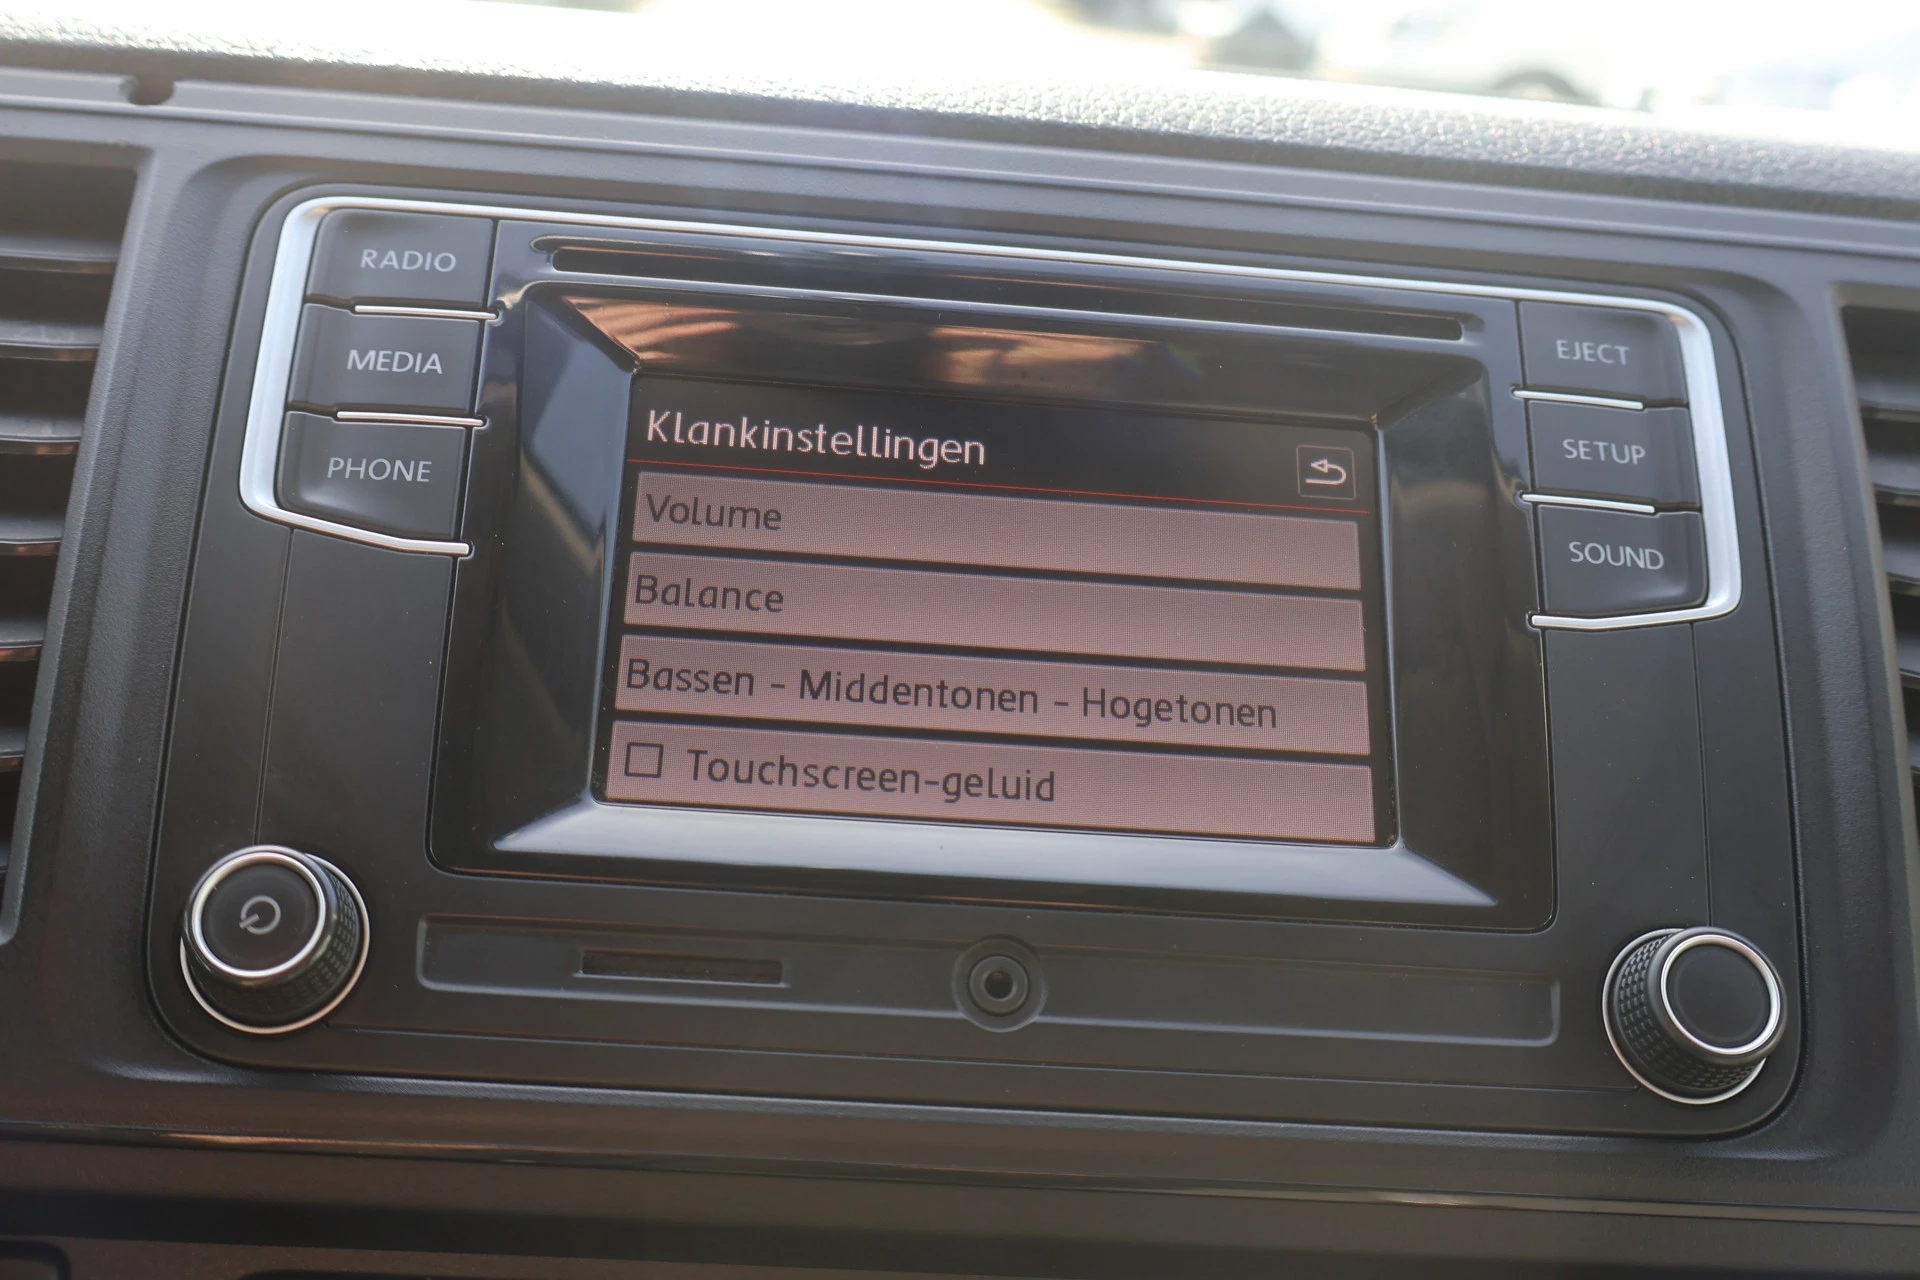 RADIO
MEDIA
PHONE
Klankinstellingen
Volume
Balance
Bassen - Middentonen - Hogetonen
Touchscreen-geluid
EJECT
SETUP
SOUND